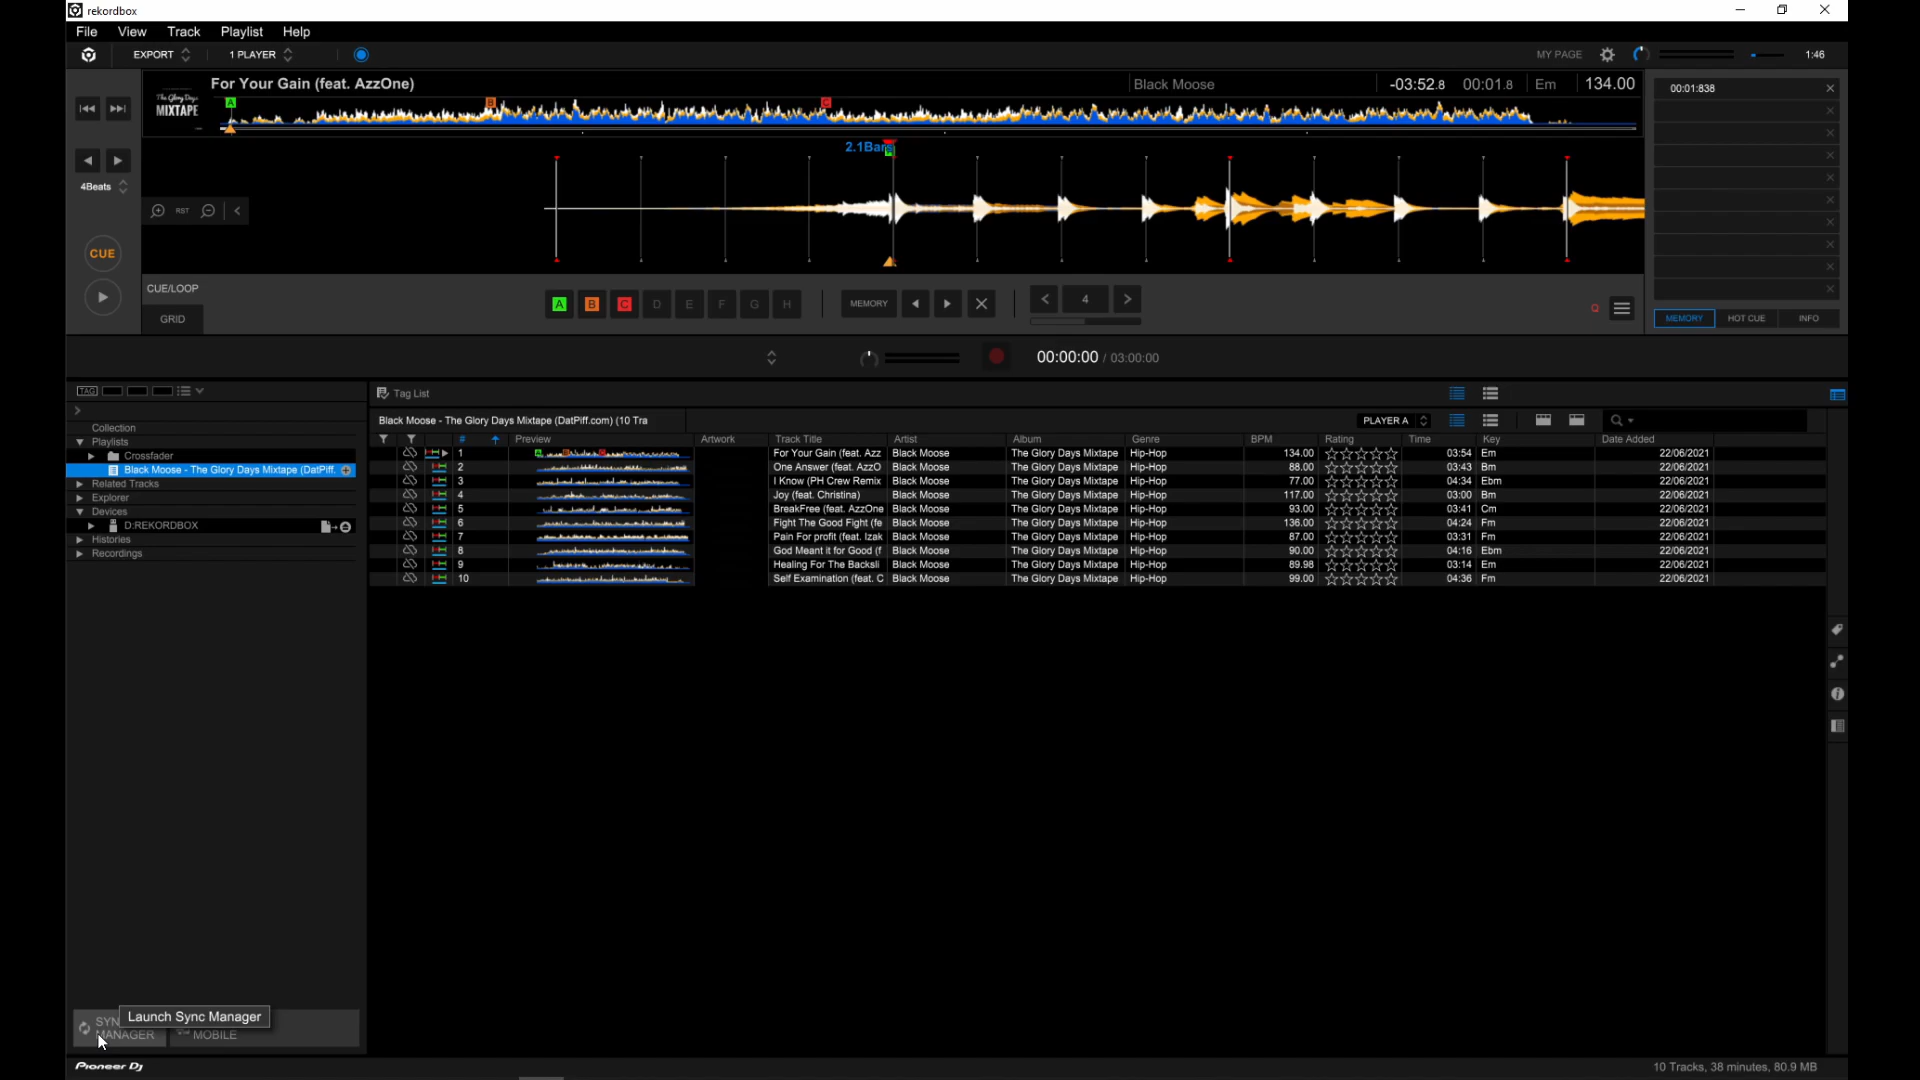 rekordbox
File View Track Playlist Help
EXPORT 1 PLAYER MY PAGE 1:46
For Your Gain (feat. AzzOne) Black Moose -03:52.8 00:01.8 Em 134.00
The Glory Days
MIXTAPE
A B C
00:01:838
2.1Bars
4Beats
RST
CUE
CUE/LOOP
GRID
A B C D E F G H MEMORY 4 Q
MEMORY HOT CUE INFO
00:00:00 / 03:00:00
TAG
Tag List
Black Moose - The Glory Days Mixtape (DatPiff.com) (10 Tra
PLAYER A
Collection
Playlists
Crossfader
Black Moose - The Glory Days Mixtape (DatPiff.
Related Tracks
Explorer
Devices
D:REKORDBOX
Histories
Recordings
# Preview Artwork Track Title Artist Album Genre BPM Rating Time Key Date Added
1 For Your Gain (feat. Azz Black Moose The Glory Days Mixtape Hip-Hop 134.00 03:54 Em 22/06/2021
2 One Answer (feat. AzzO Black Moose The Glory Days Mixtape Hip-Hop 88.00 03:43 Bm 22/06/2021
3 I Know (PH Crew Remix Black Moose The Glory Days Mixtape Hip-Hop 77.00 04:34 Ebm 22/06/2021
4 Joy (feat. Christina) Black Moose The Glory Days Mixtape Hip-Hop 117.00 03:00 Bm 22/06/2021
5 BreakFree (feat. AzzOne Black Moose The Glory Days Mixtape Hip-Hop 93.00 03:41 Cm 22/06/2021
6 Fight The Good Fight (fe Black Moose The Glory Days Mixtape Hip-Hop 136.00 04:24 Fm 22/06/2021
7 Pain For profit (feat. Izak Black Moose The Glory Days Mixtape Hip-Hop 87.00 03:31 Fm 22/06/2021
8 God Meant it for Good (f Black Moose The Glory Days Mixtape Hip-Hop 90.00 04:16 Ebm 22/06/2021
9 Healing For The Backsli Black Moose The Glory Days Mixtape Hip-Hop 89.98 03:14 Em 22/06/2021
10 Self Examination (feat. C Black Moose The Glory Days Mixtape Hip-Hop 99.00 04:36 Fm 22/06/2021
Launch Sync Manager
SYN
MANAGER MOBILE
Pioneer Dj
10 Tracks, 38 minutes, 80.9 MB